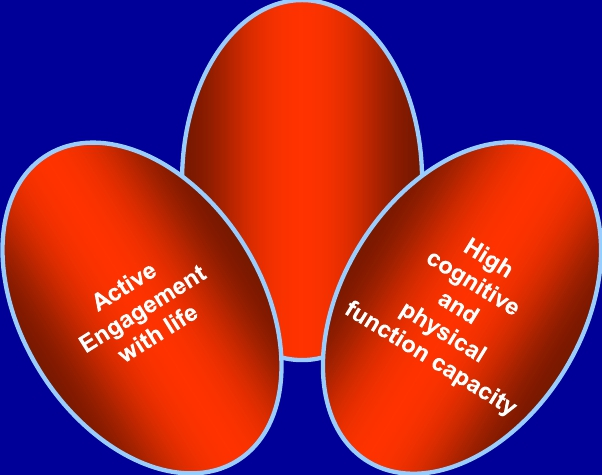 Active
Engagement
with life
High
cognitive
and
physical
function capacity